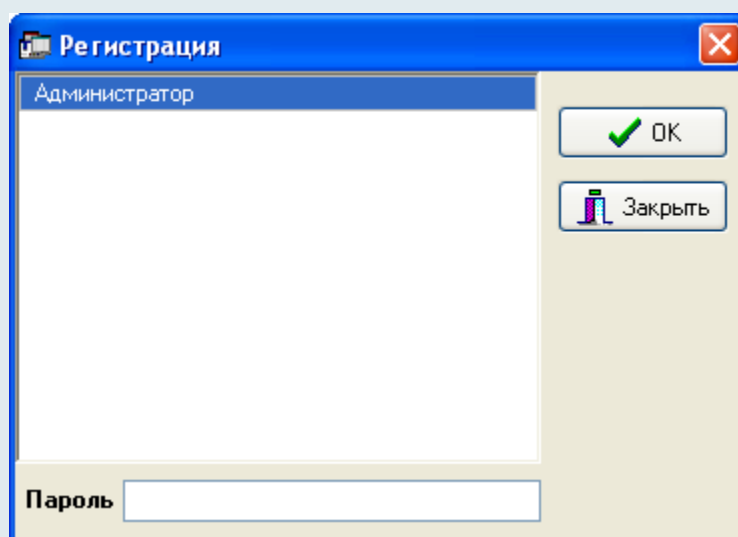 Регистрация
Администратор
OK
Закрыть
Пароль